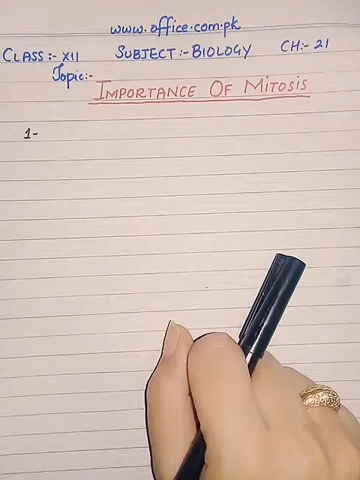 www.office.com.pk
CLASS:- XII SUBJECT:- BIOLOGY CH:- 21
Topic:-
IMPORTANCE OF MITOSIS
1-